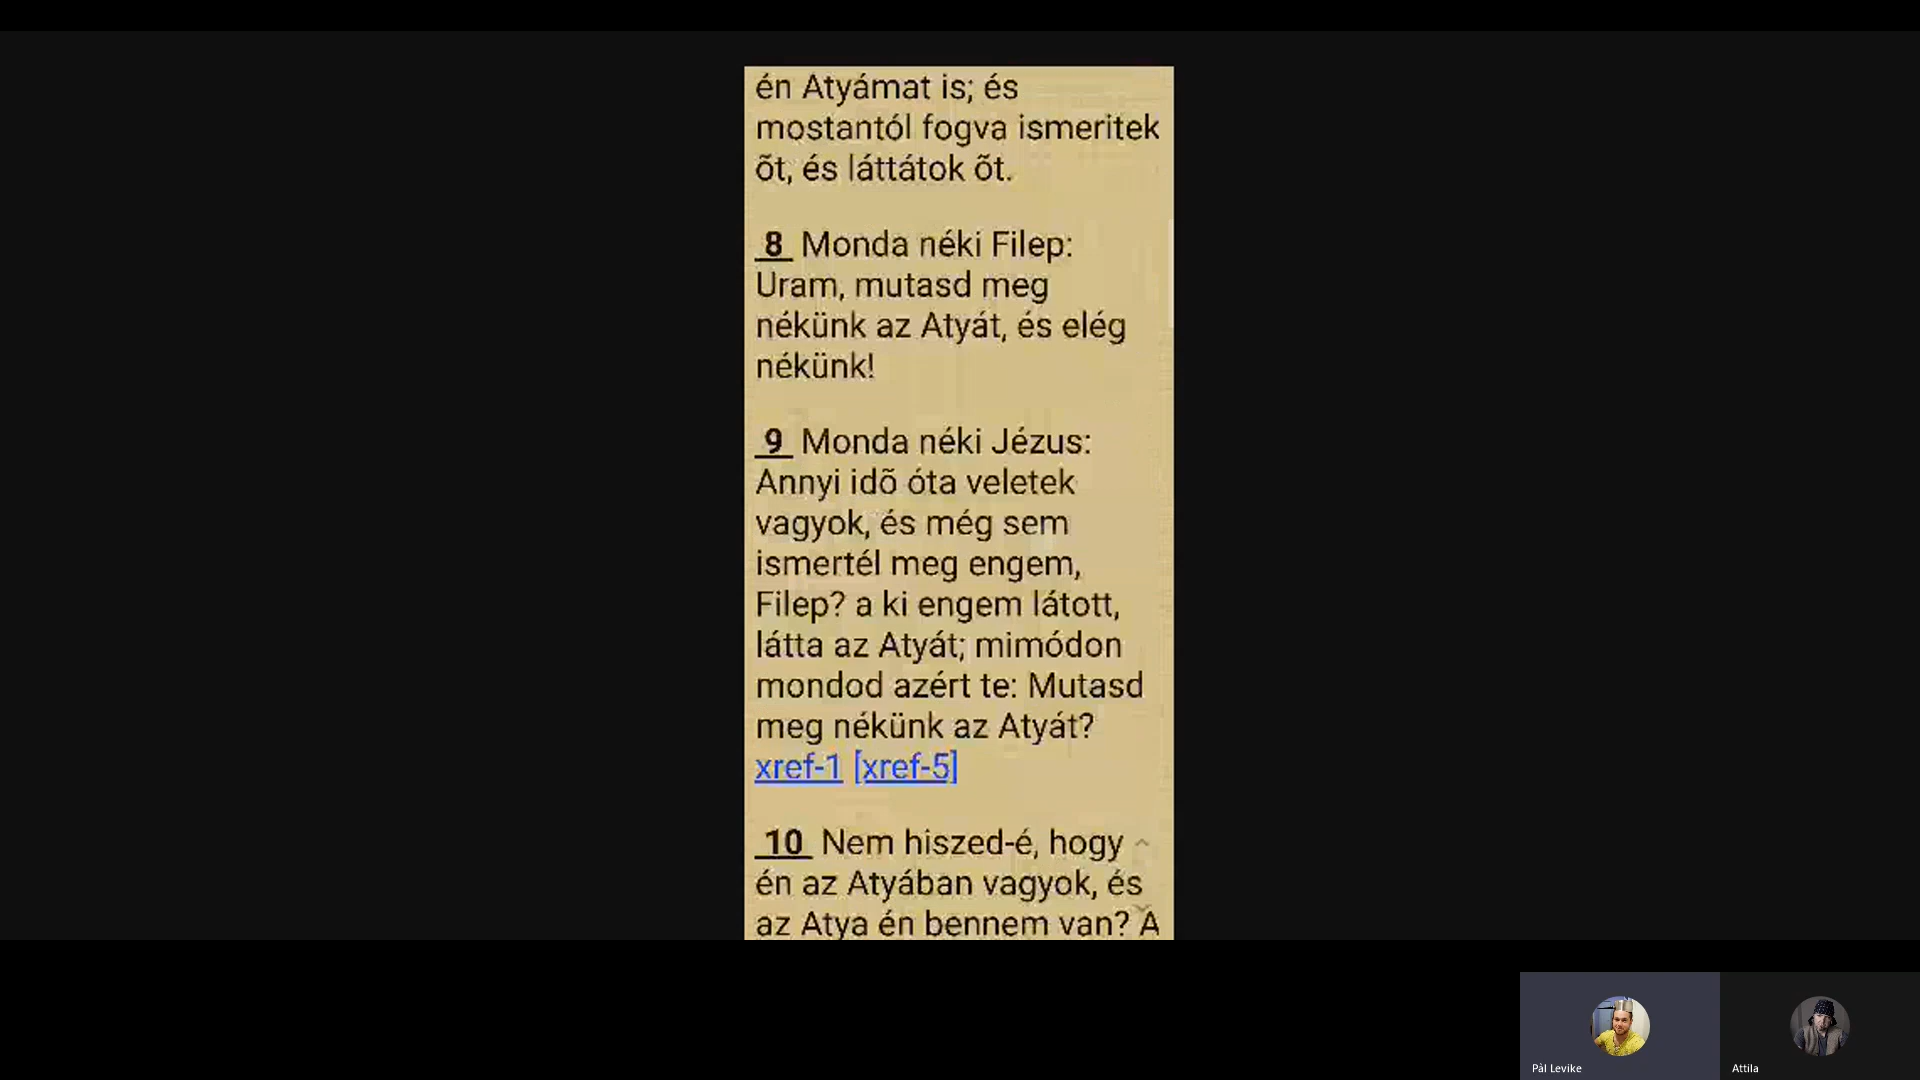 én Atyámat is; és
mostantól fogva ismeritek
õt, és láttátok õt.
8 Monda néki Filep:
Uram, mutasd meg
nékünk az Atyát, és elég
nékünk!
9 Monda néki Jézus:
Annyi idõ óta veletek
vagyok, és még sem
ismertél meg engem,
Filep? a ki engem látott,
látta az Atyát; mimódon
mondod azért te: Mutasd
meg nékünk az Atyát?
xref-1 [xref-5]
10 Nem hiszed-é, hogy
én az Atyában vagyok, és
az Atya én bennem van? A
Pàl Levike
Attila